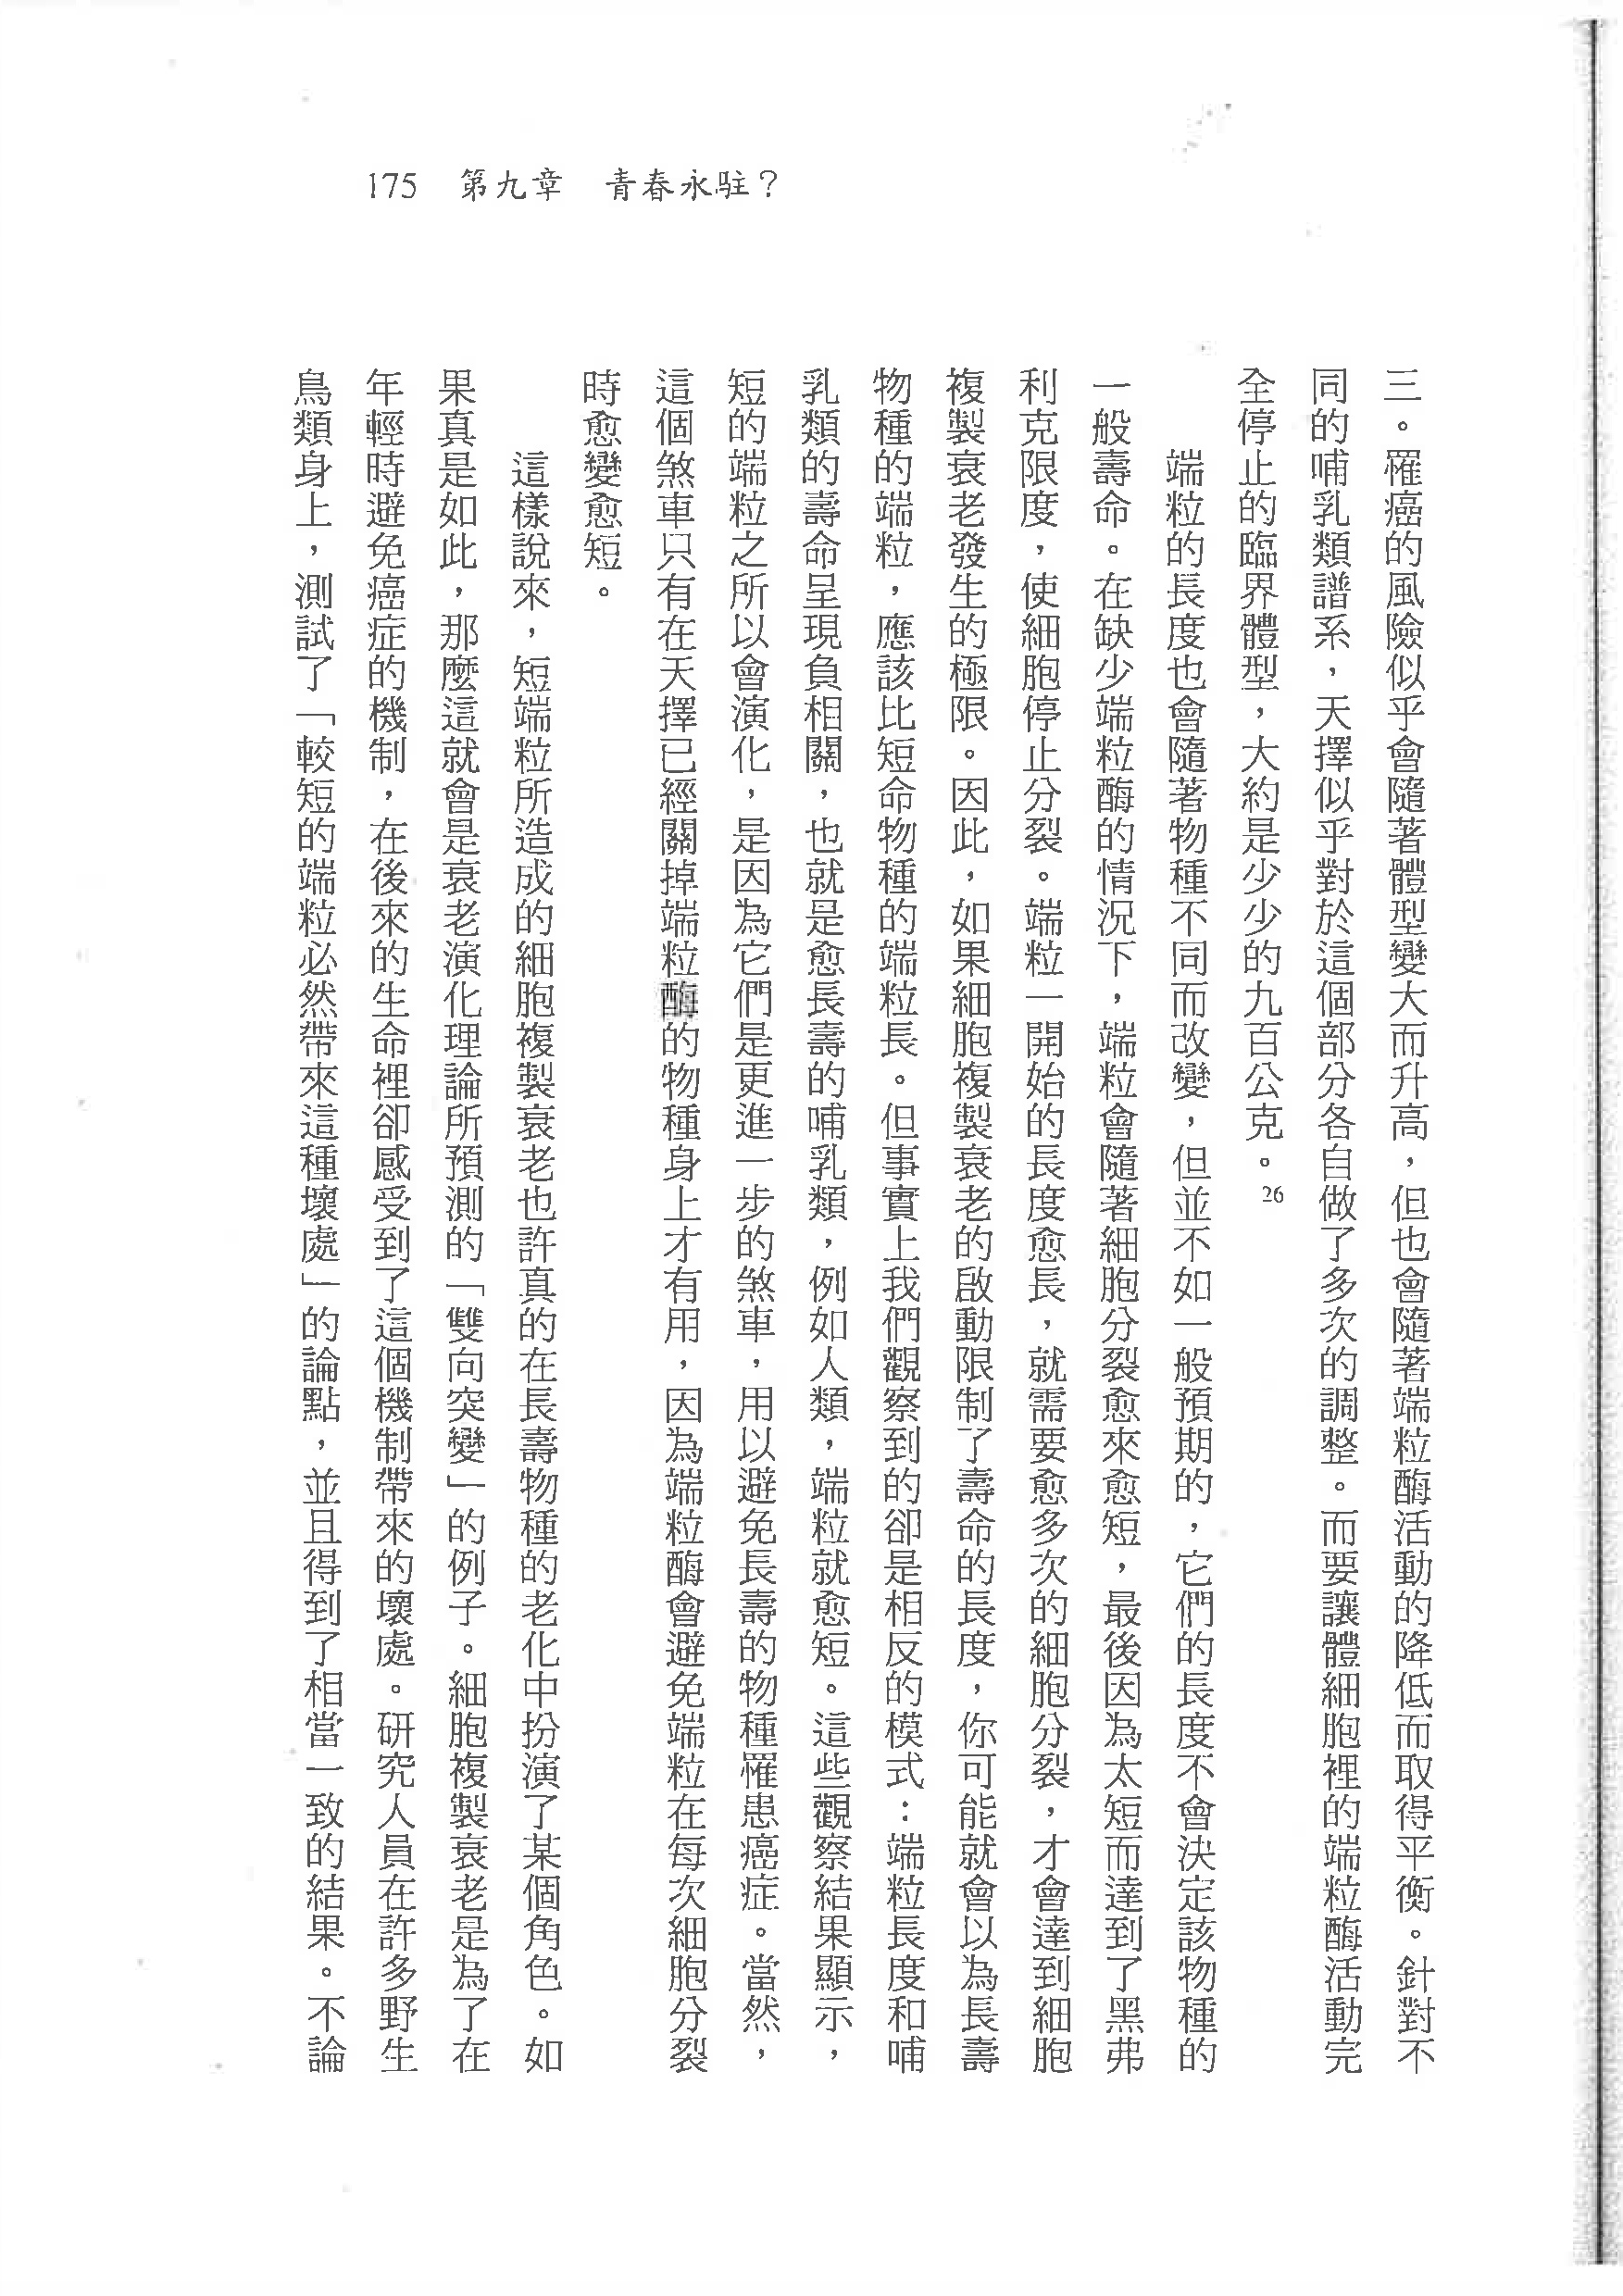 175 第九章 青春永駐？
三。罹癌的風險似乎會隨著體型變大而升高，但也會隨著端粒酶活動的降低而取得平衡。針對不
同的哺乳類譜系，天擇似乎對於這個部分各自做了多次的調整。而要讓體細胞裡的端粒酶活動完
全停止的臨界體型，大約是少少的九百公克。26
端粒的長度也會隨著物種不同而改變，但並不如一般預期的，它們的長度不會決定該物種的
一般壽命。在缺少端粒酶的情況下，端粒會隨著細胞分裂愈來愈短，最後因為太短而達到了黑弗
利克限度，使細胞停止分裂。端粒一開始的長度愈長，就需要愈多次的細胞分裂，才會達到細胞
複製衰老發生的極限。因此，如果細胞複製衰老的啟動限制了壽命的長度，你可能就會以為長壽
物種的端粒，應該比短命物種的端粒長。但事實上我們觀察到的卻是相反的模式：端粒長度和哺
乳類的壽命呈現負相關，也就是愈長壽的哺乳類，例如人類，端粒就愈短。這些觀察結果顯示，
短的端粒之所以會演化，是因為它們是更進一步的煞車，用以避免長壽的物種罹患癌症。當然，
這個煞車只有在天擇已經關掉端粒酶的物種身上才有用，因為端粒酶會避免端粒在每次細胞分裂
時愈變愈短。
這樣說來，短端粒所造成的細胞複製衰老也許真的在長壽物種的老化中扮演了某個角色。如
果真是如此，那麼這就會是衰老演化理論所預測的「雙向突變」的例子。細胞複製衰老是為了在
年輕時避免癌症的機制，在後來的生命裡卻感受到了這個機制帶來的壞處。研究人員在許多野生
鳥類身上，測試了「較短的端粒必然帶來這種壞處」的論點，並且得到了相當一致的結果。不論